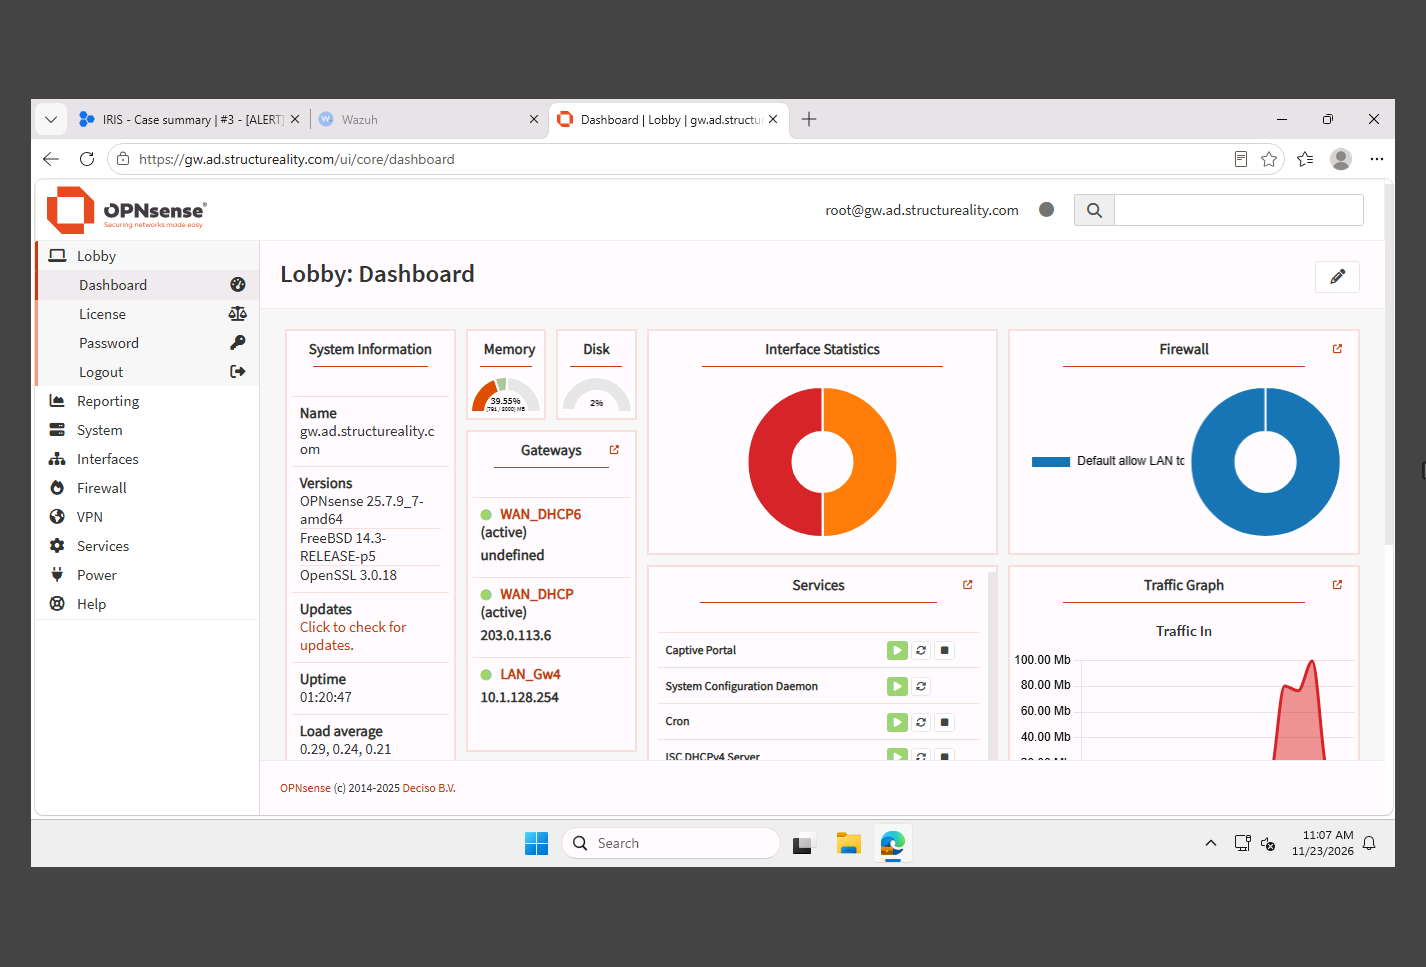 IRIS - Case summary | #3 - [ALERT]
Wazuh
Dashboard | Lobby | gw.ad.structu
https://gw.ad.structureality.com/ui/core/dashboard
OPNsense®
Securing networks made easy
root@gw.ad.structureality.com
Lobby
Dashboard
License
Password
Logout
Reporting
System
Interfaces
Firewall
VPN
Services
Power
Help
Lobby: Dashboard
System Information
Name
gw.ad.structureality.c
om
Versions
OPNsense 25.7.9_7-
amd64
FreeBSD 14.3-
RELEASE-p5
OpenSSL 3.0.18
Updates
Click to check for
updates.
Uptime
01:20:47
Load average
0.29, 0.24, 0.21
Memory
39.55%
(791 / 2000) MB
Disk
2%
Gateways
WAN_DHCP6
(active)
undefined
WAN_DHCP
(active)
203.0.113.6
LAN_Gw4
10.1.128.254
Interface Statistics
Firewall
Default allow LAN to
Services
Captive Portal
System Configuration Daemon
Cron
ISC DHCPv4 Server
Traffic Graph
Traffic In
100.00 Mb
80.00 Mb
60.00 Mb
40.00 Mb
20.00 Mb
OPNsense (c) 2014-2025 Deciso B.V.
Search
11:07 AM
11/23/2026